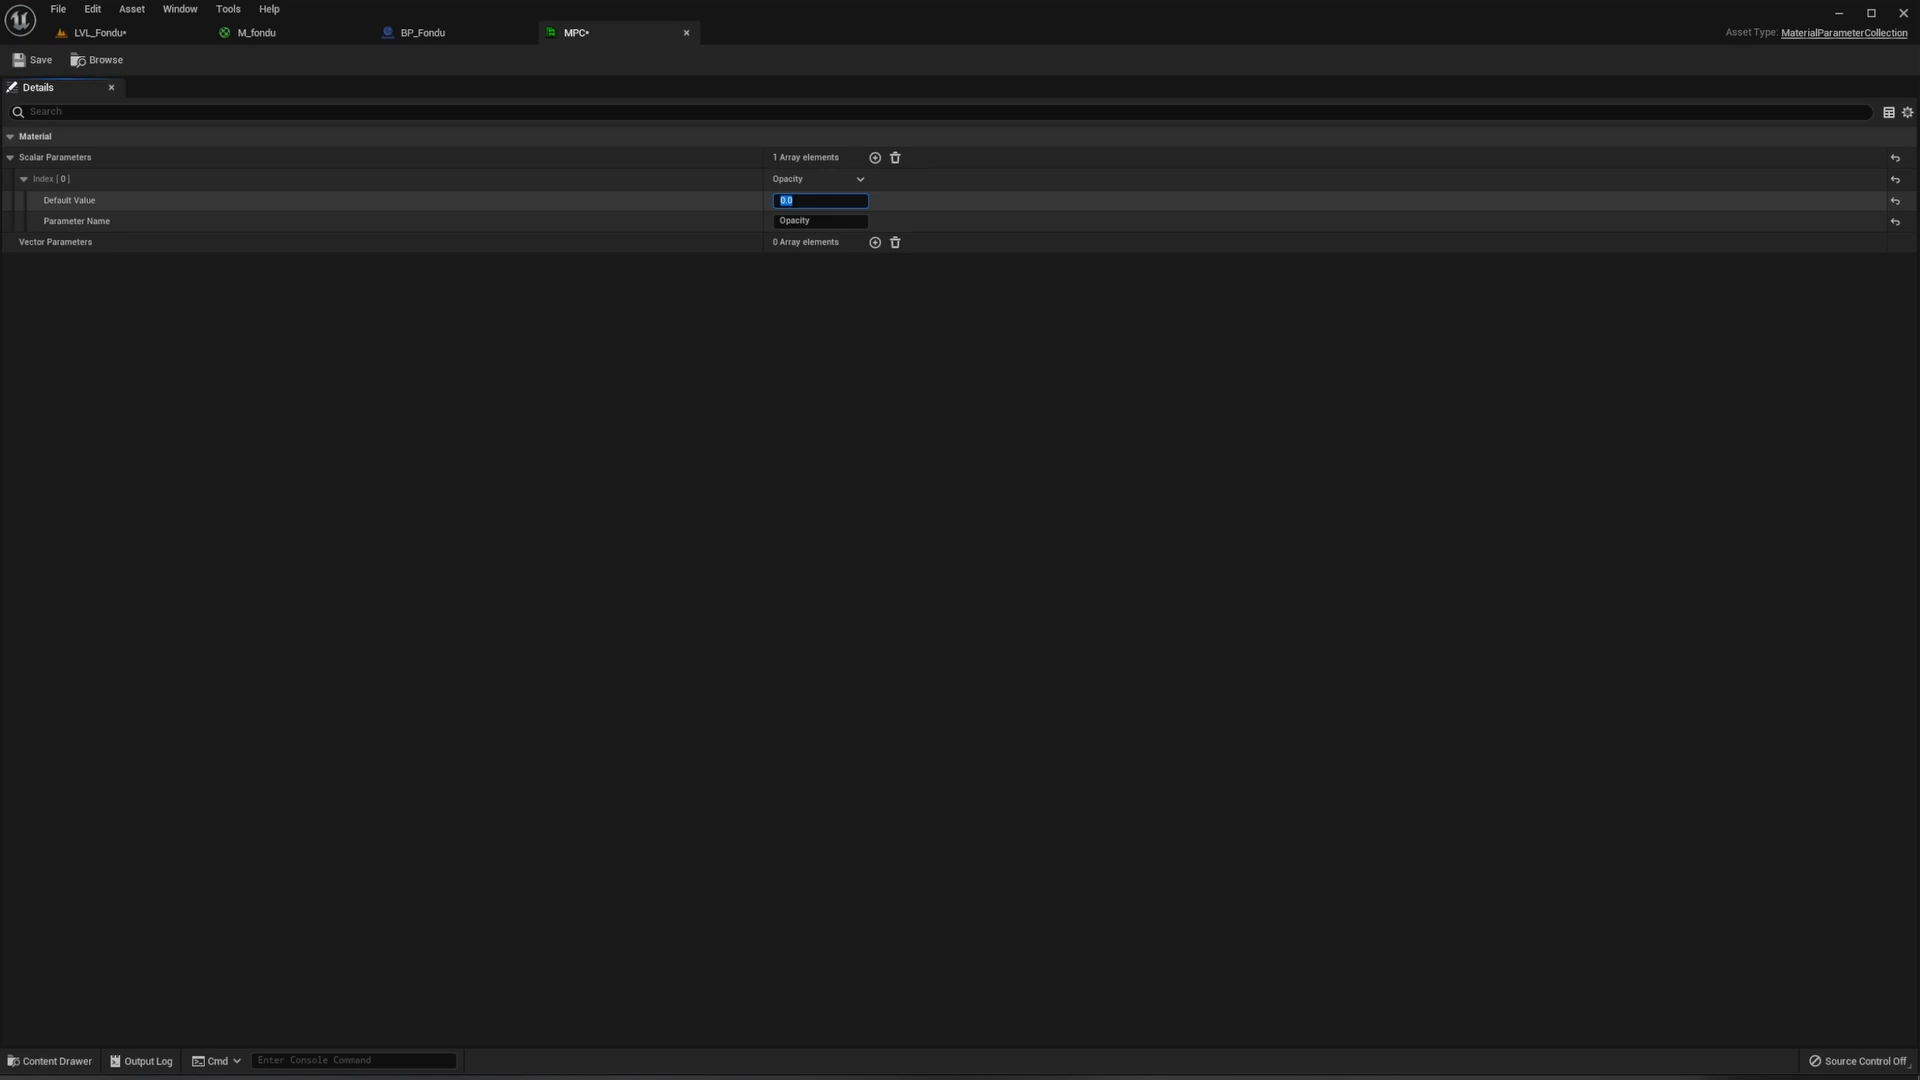 File Edit Asset Window Tools Help
LVL_Fondu* M_fondu BP_Fondu MPC* Asset Type: MaterialParameterCollection
Save Browse
Details
Search
Material
Scalar Parameters 1 Array elements
Index [ 0 ] Opacity
Default Value 0.0
Parameter Name Opacity
Vector Parameters 0 Array elements
Content Drawer Output Log Cmd Enter Console Command Source Control Off